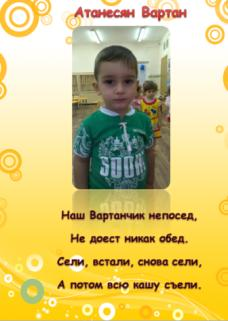 Атанесян Вартан
Наш Вартанчик непосед,
Не доест никак обед.
Сели, встали, снова сели,
А потом всю кашу съели.